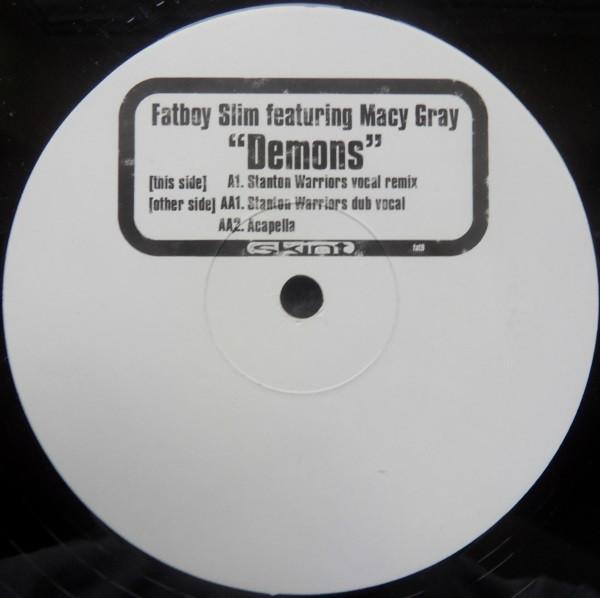 Fatboy Slim featuring Macy Gray
"Demons"
[this side] A1. Stanton Warriors vocal remix
[other side] AA1. Stanton Warriors dub vocal
AA2. Acapella
skint